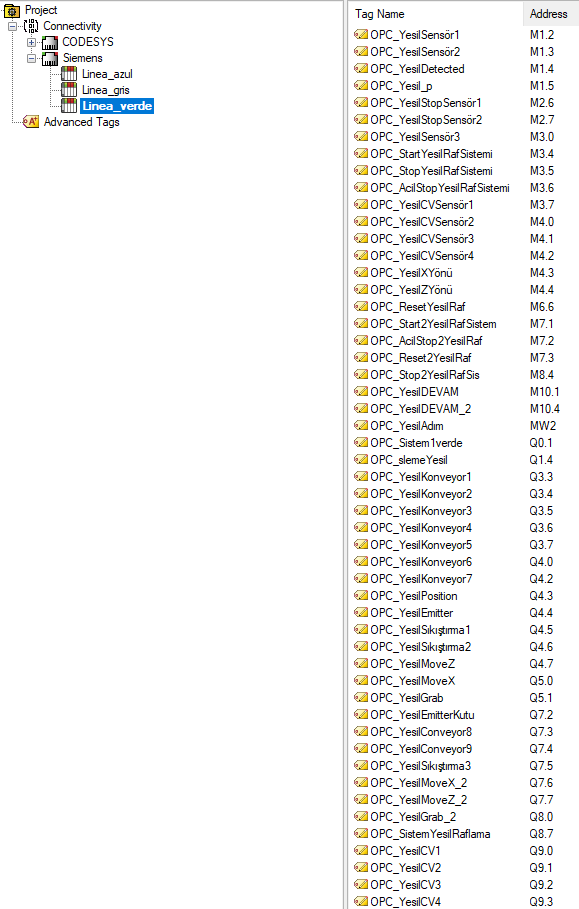 Project
Connectivity
CODESYS
Siemens
Linea_azul
Linea_gris
Linea_verde
Advanced Tags
Tag Name Address
OPC_YesilSensör1 M1.2
OPC_YesilSensör2 M1.3
OPC_YesilDetected M1.4
OPC_Yesil_p M1.5
OPC_YesilStopSensör1 M2.6
OPC_YesilStopSensör2 M2.7
OPC_YesilSensör3 M3.0
OPC_StartYesilRafSistemi M3.4
OPC_StopYesilRafSistemi M3.5
OPC_AcilStopYesilRafSistemi M3.6
OPC_YesilCVSensör1 M3.7
OPC_YesilCVSensör2 M4.0
OPC_YesilCVSensör3 M4.1
OPC_YesilCVSensör4 M4.2
OPC_YesilXYönü M4.3
OPC_YesilZYönü M4.4
OPC_ResetYesilRaf M6.6
OPC_Start2YesilRafSistem M7.1
OPC_AcilStop2YesilRaf M7.2
OPC_Reset2YesilRaf M7.3
OPC_Stop2YesilRafSis M8.4
OPC_YesilDEVAM M10.1
OPC_YesilDEVAM_2 M10.4
OPC_YesilAdım MW2
OPC_Sistem1verde Q0.1
OPC_slemeYesil Q1.4
OPC_YesilKonveyor1 Q3.3
OPC_YesilKonveyor2 Q3.4
OPC_YesilKonveyor3 Q3.5
OPC_YesilKonveyor4 Q3.6
OPC_YesilKonveyor5 Q3.7
OPC_YesilKonveyor6 Q4.0
OPC_YesilKonveyor7 Q4.2
OPC_YesilPosition Q4.3
OPC_YesilEmitter Q4.4
OPC_YesilSıkıştırma1 Q4.5
OPC_YesilSıkıştırma2 Q4.6
OPC_YesilMoveZ Q4.7
OPC_YesilMoveX Q5.0
OPC_YesilGrab Q5.1
OPC_YesilEmitterKutu Q7.2
OPC_YesilConveyor8 Q7.3
OPC_YesilConveyor9 Q7.4
OPC_YesilSıkıştırma3 Q7.5
OPC_YesilMoveX_2 Q7.6
OPC_YesilMoveZ_2 Q7.7
OPC_YesilGrab_2 Q8.0
OPC_SistemYesilRaflama Q8.7
OPC_YesilCV1 Q9.0
OPC_YesilCV2 Q9.1
OPC_YesilCV3 Q9.2
OPC_YesilCV4 Q9.3